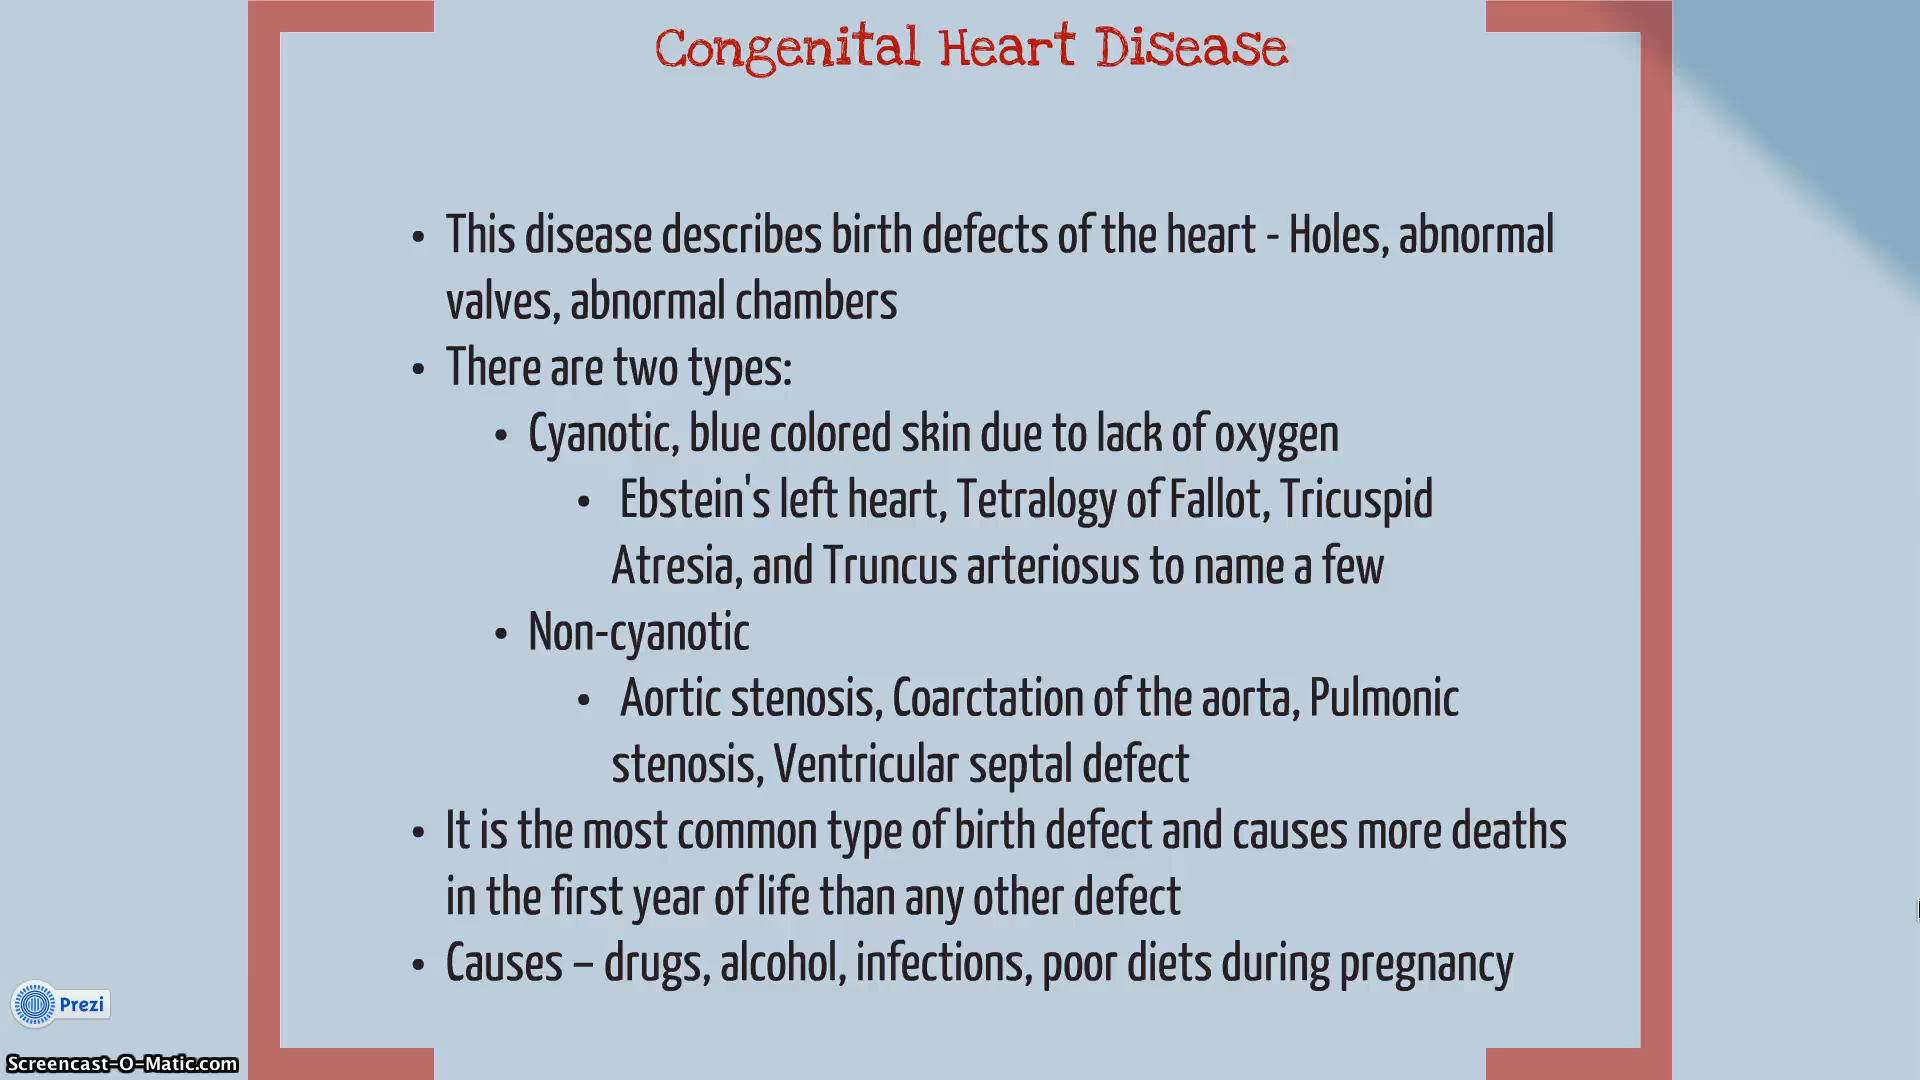 Congenital Heart Disease
• This disease describes birth defects of the heart - Holes, abnormal
valves, abnormal chambers
• There are two types:
• Cyanotic, blue colored skin due to lack of oxygen
• Ebstein's left heart, Tetralogy of Fallot, Tricuspid
Atresia, and Truncus arteriosus to name a few
• Non-cyanotic
• Aortic stenosis, Coarctation of the aorta, Pulmonic
stenosis, Ventricular septal defect
• It is the most common type of birth defect and causes more deaths
in the first year of life than any other defect
• Causes – drugs, alcohol, infections, poor diets during pregnancy
Prezi
Screencast-O-Matic.com